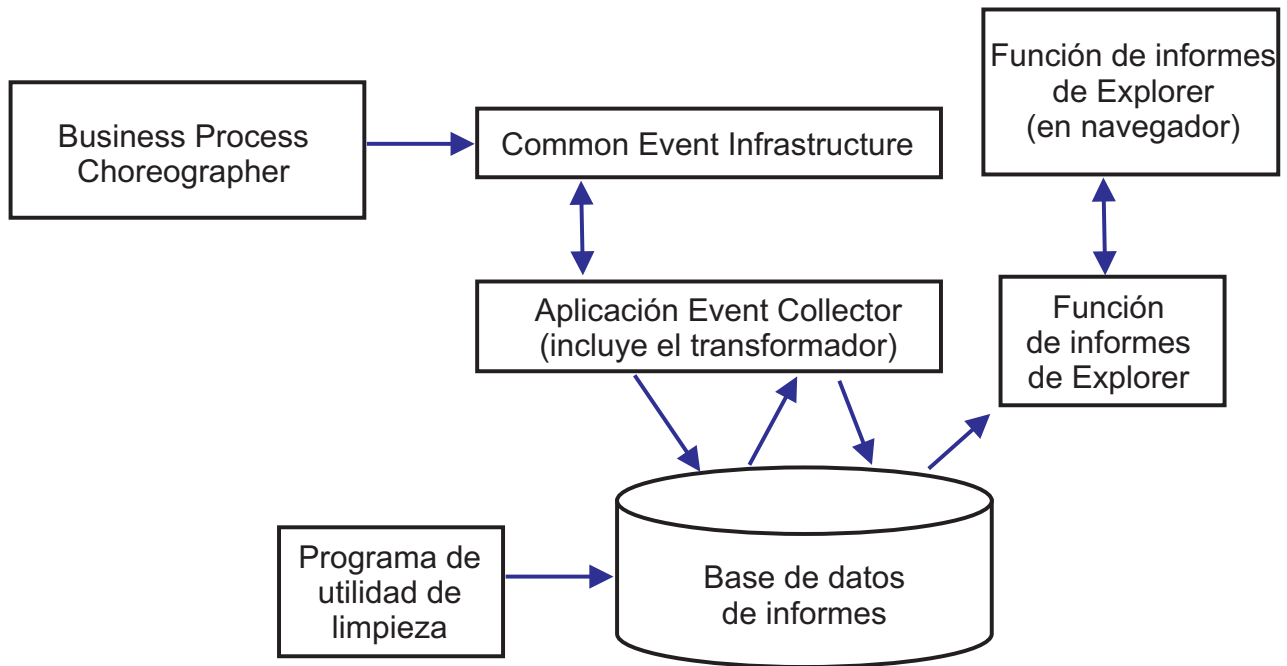 Business Process
Choreographer
Common Event Infrastructure
Función de informes
de Explorer
(en navegador)
Aplicación Event Collector
(incluye el transformador)
Función
de informes
de Explorer
Programa de
utilidad de
limpieza
Base de datos
de informes